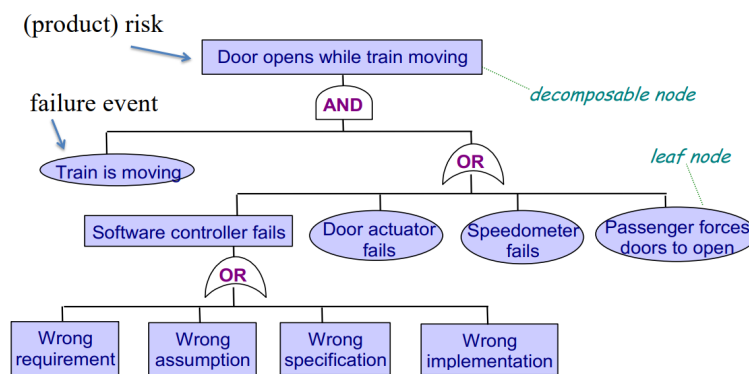 (product) risk
Door opens while train moving
decomposable node
AND
failure event
leaf node
Train is moving
OR
Software controller fails
Door actuator
fails
Speedometer
fails
Passenger forces
doors to open
OR
Wrong
requirement
Wrong
assumption
Wrong
specification
Wrong
implementation